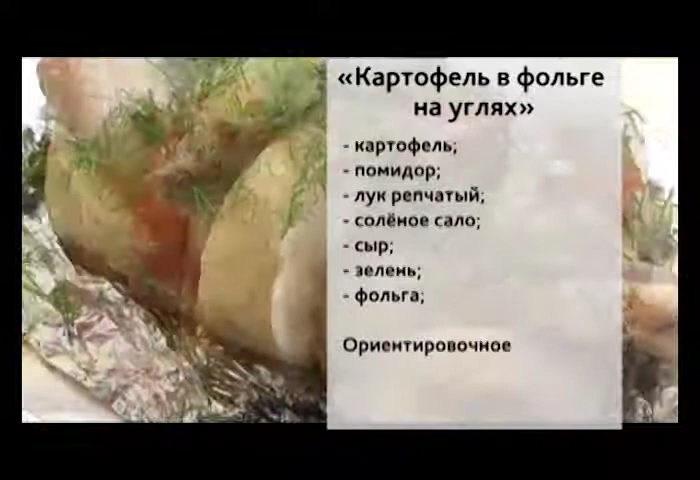 «Картофель в фольге
на углях»
- картофель;
- помидор;
- лук репчатый;
- солёное сало;
- сыр;
- зелень;
- фольга;
Ориентировочное